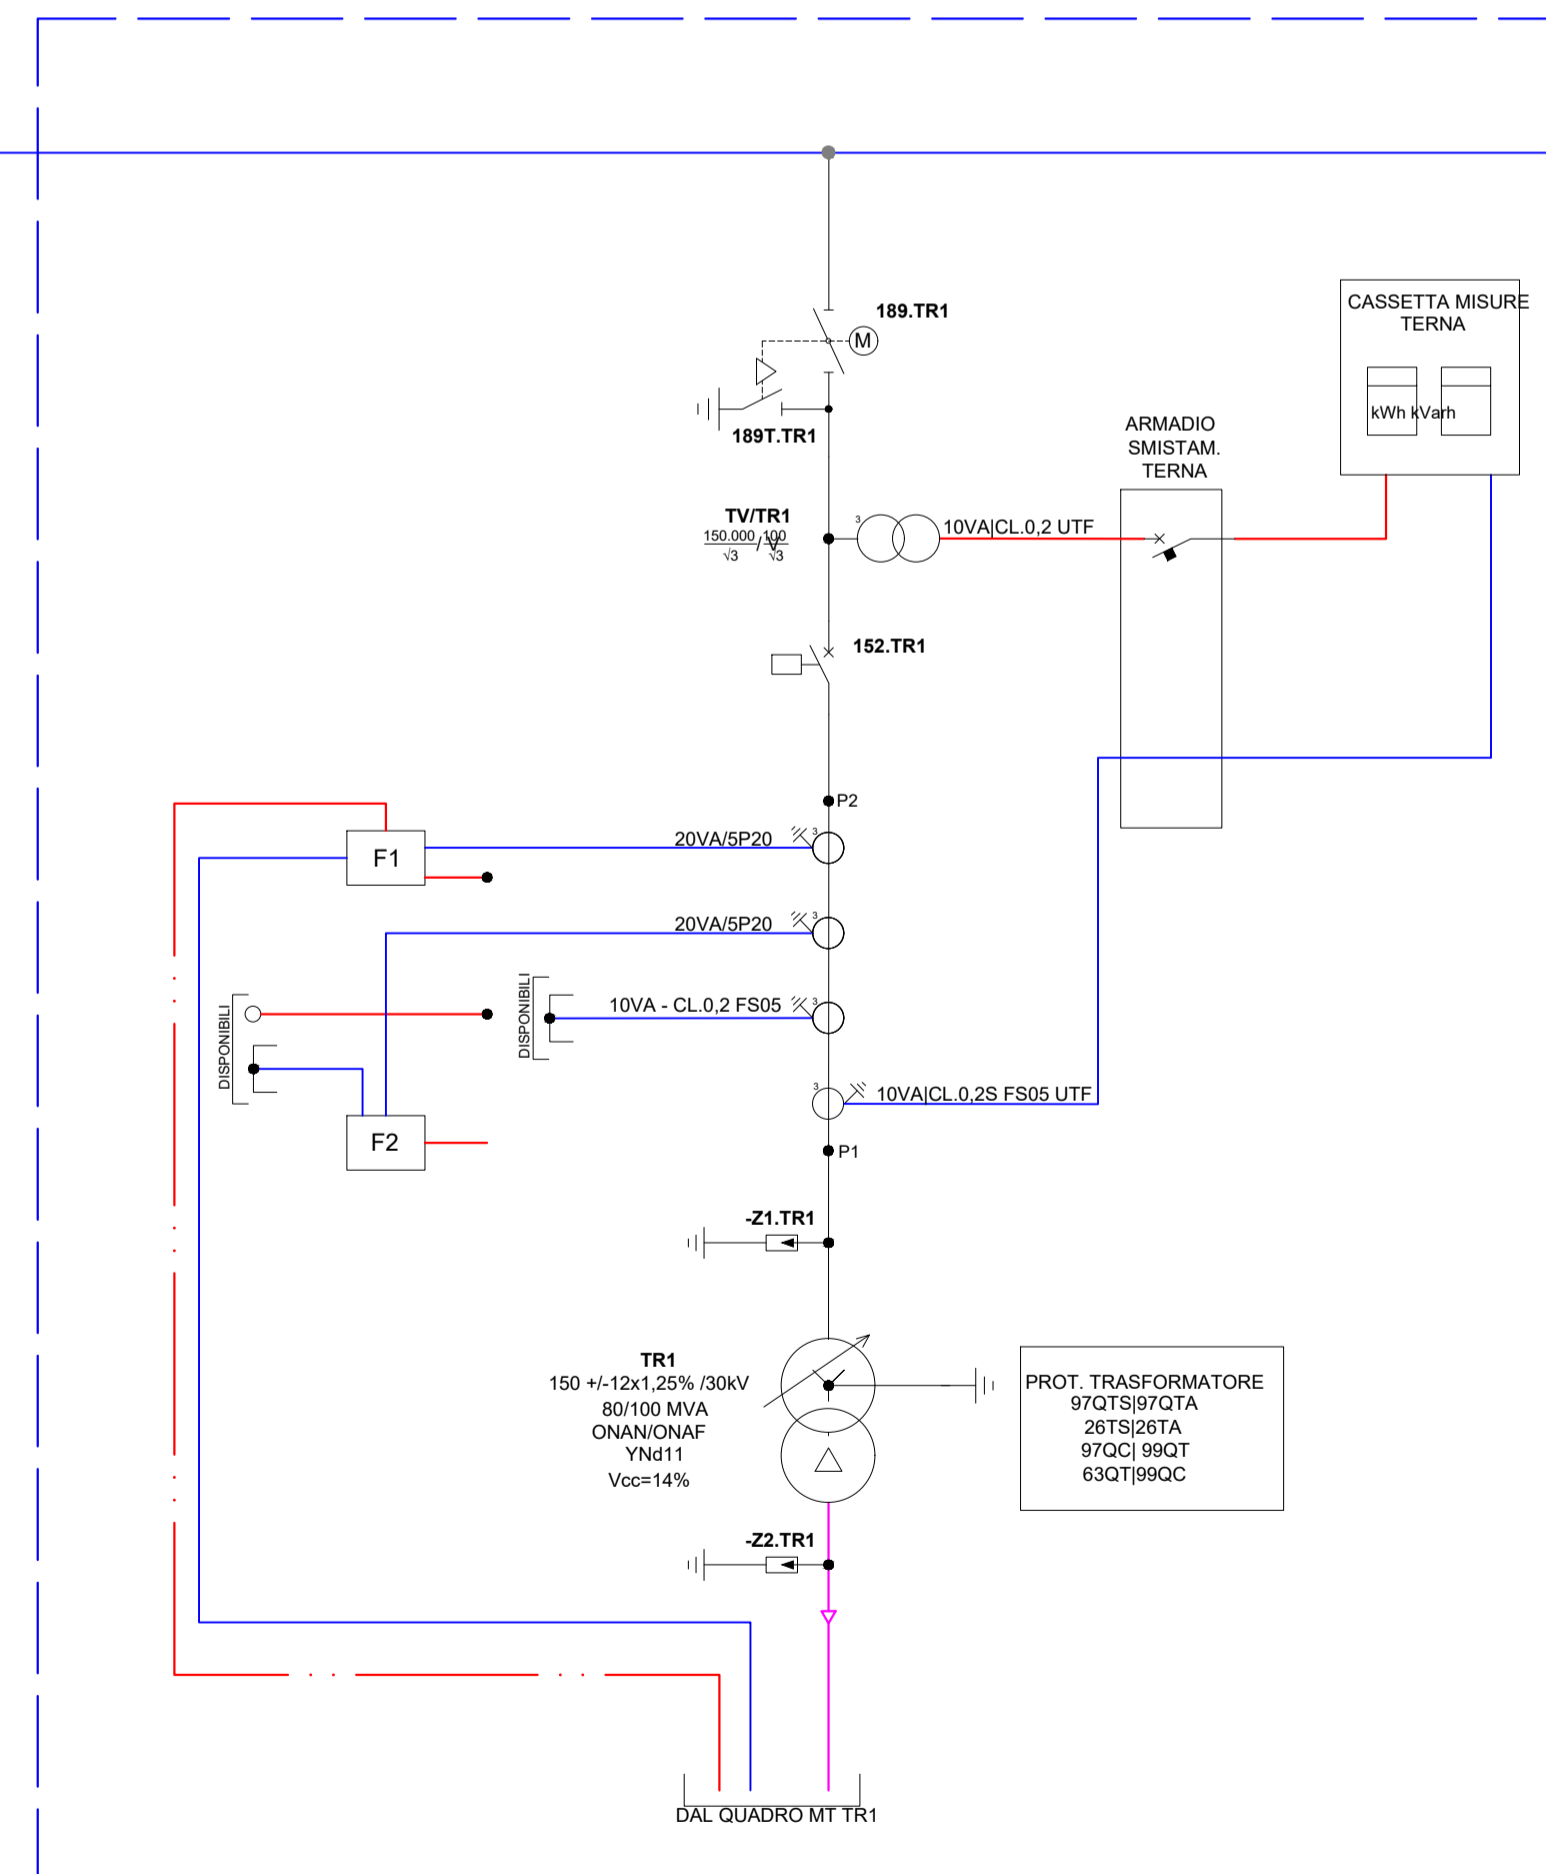 189.TR1
M
CASSETTA MISURE
TERNA
kWh kVarh
189T.TR1
ARMADIO
SMISTAM.
TERNA
TV/TR1
150.000/√3 / 100/√3 V
3
10VA|CL.0,2 UTF
152.TR1
P2
F1
20VA/5P20
3
20VA/5P20
3
DISPONIBILI
DISPONIBILI
10VA - CL.0,2 FS05
3
3
10VA|CL.0,2S FS05 UTF
F2
P1
-Z1.TR1
TR1
150 +/-12x1,25% /30kV
80/100 MVA
ONAN/ONAF
YNd11
Vcc=14%
PROT. TRASFORMATORE
97QTS|97QTA
26TS|26TA
97QC| 99QT
63QT|99QC
-Z2.TR1
DAL QUADRO MT TR1